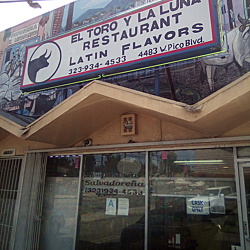 EL TORO Y LA LUNA
RESTAURANT
LATIN FLAVORS
323-934-4533 4483 W. Pico Blvd.
Salvadoreña
(323) 934-4533
A